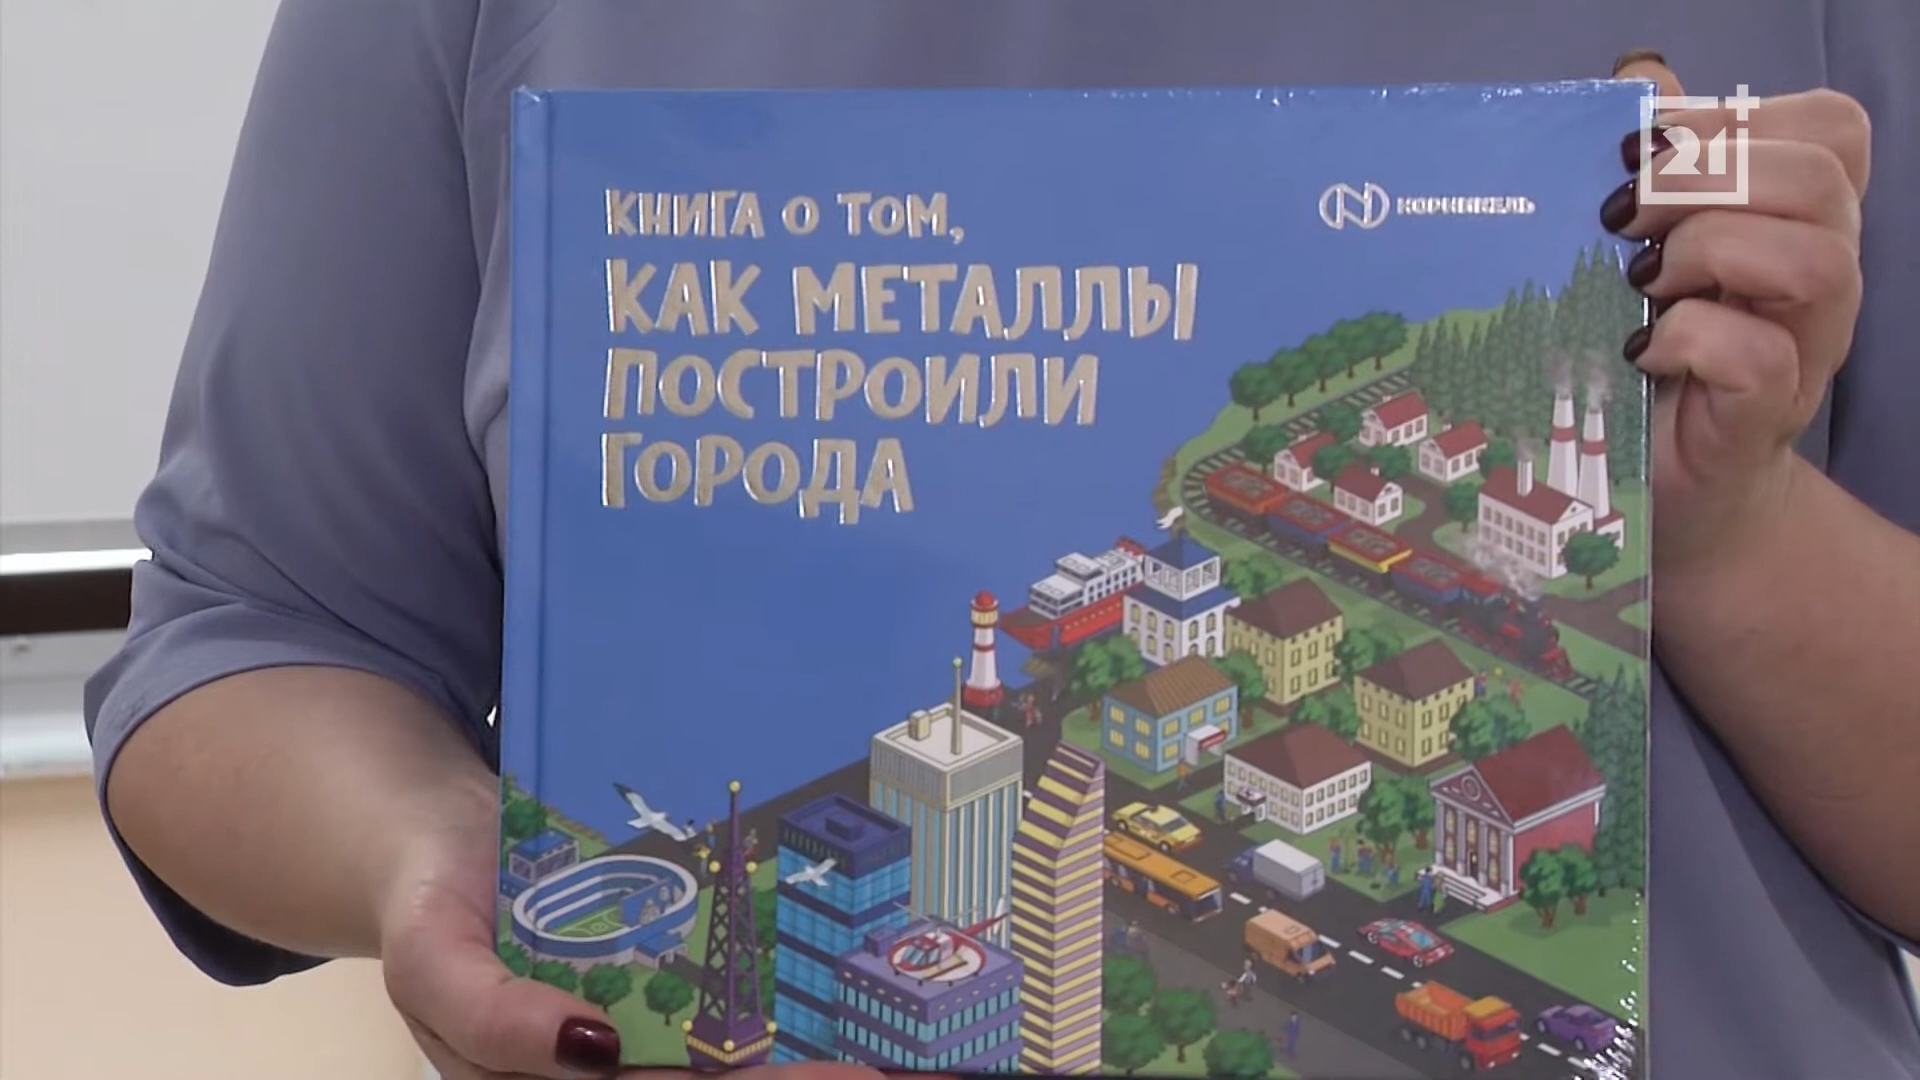 КНИГА О ТОМ,
КАК МЕТАЛЛЫ
ПОСТРОИЛИ
ГОРОДА
НОРНИКЕЛЬ
21+